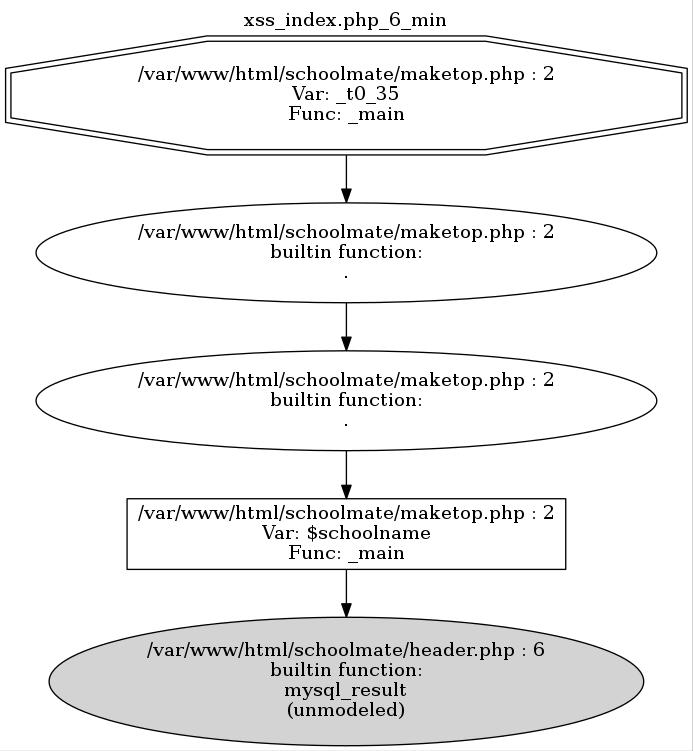 xss_index.php_6_min
/var/www/html/schoolmate/maketop.php : 2
Var: _t0_35
Func: _main
/var/www/html/schoolmate/maketop.php : 2
builtin function:
.
/var/www/html/schoolmate/maketop.php : 2
builtin function:
.
/var/www/html/schoolmate/maketop.php : 2
Var: $schoolname
Func: _main
/var/www/html/schoolmate/header.php : 6
builtin function:
mysql_result
(unmodeled)